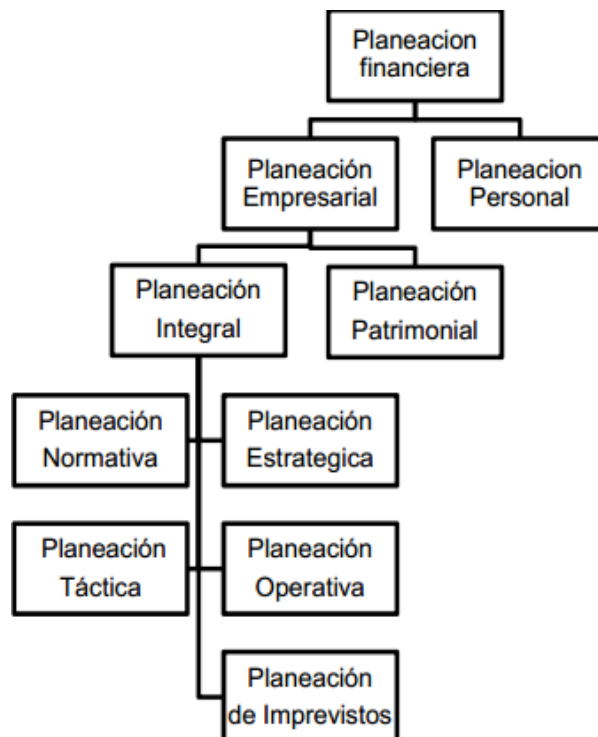 Planeacion
financiera
Planeación
Empresarial
Planeacion
Personal
Planeación
Integral
Planeación
Patrimonial
Planeación
Normativa
Planeación
Estrategica
Planeación
Táctica
Planeación
Operativa
Planeación
de Imprevistos